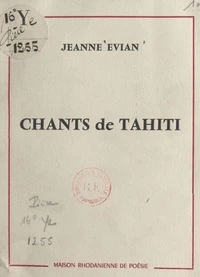 16° Ye
1255
JEANNE EVIAN
CHANTS de TAHITI
16° Ye
1255
MAISON RHODANIENNE DE POÉSIE